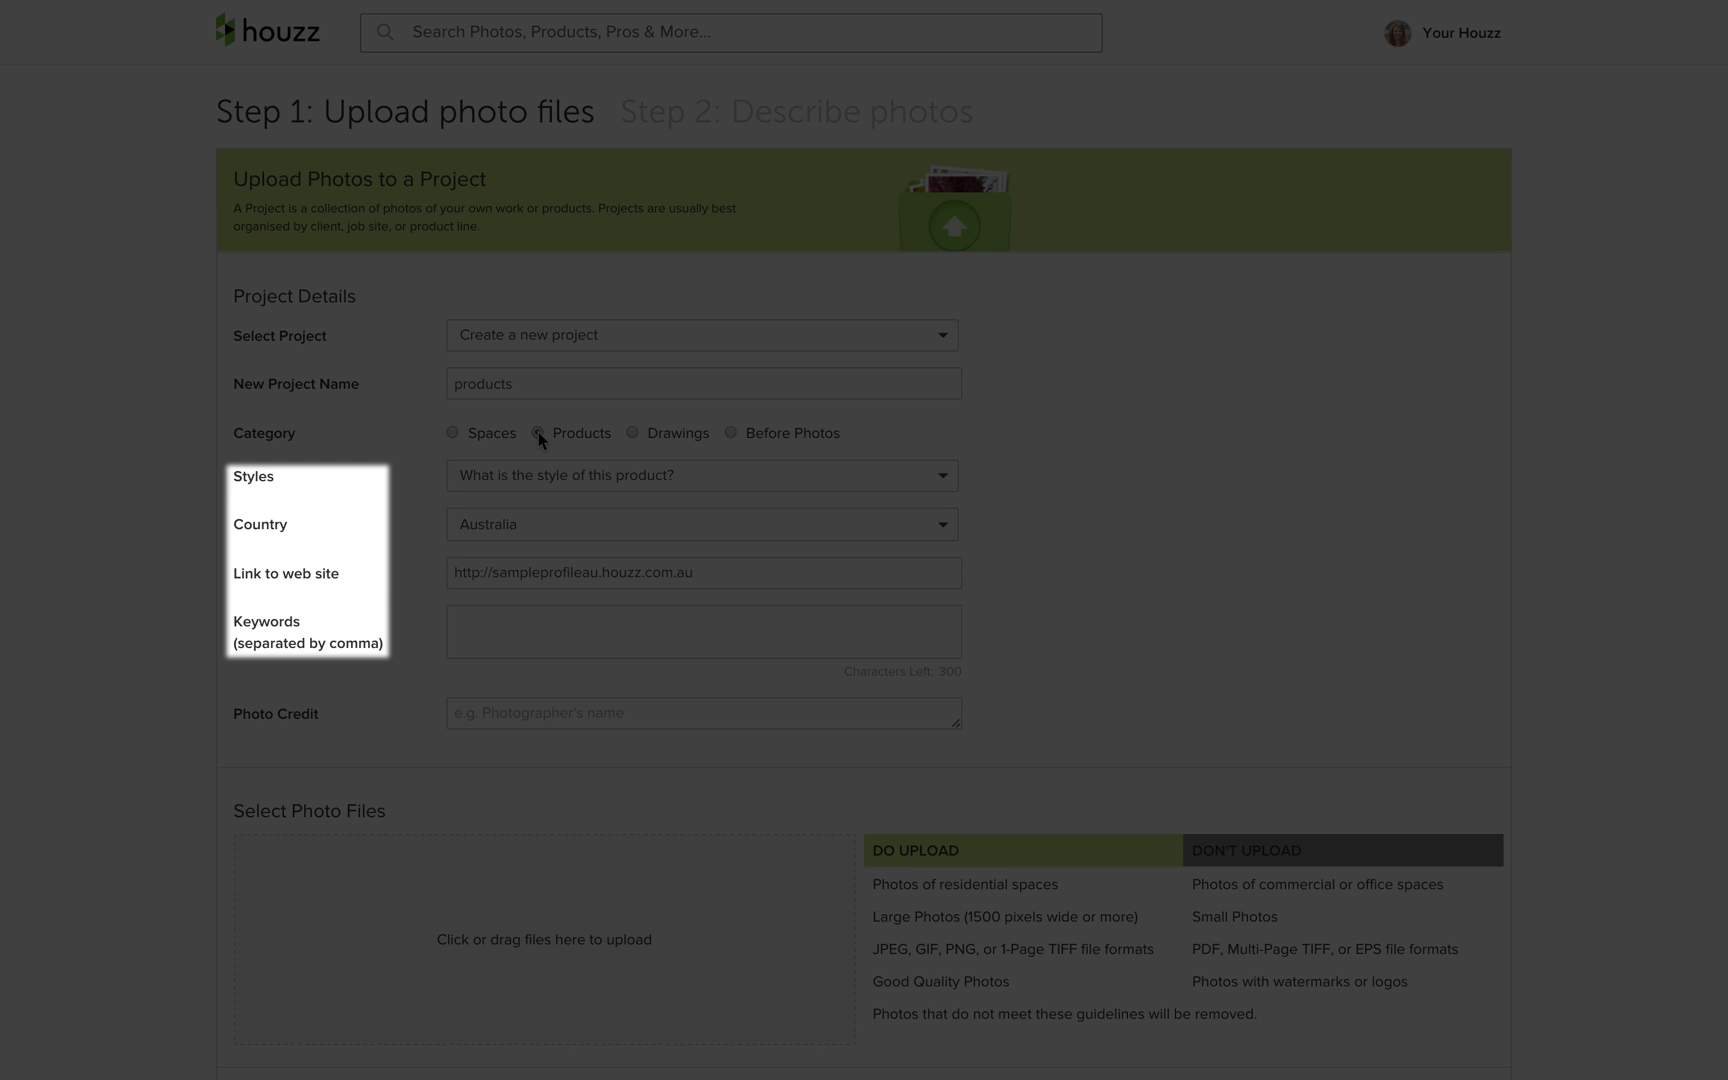 houzz
Search Photos, Products, Pros & More...
Your Houzz
Step 1: Upload photo files
Step 2: Describe photos
Upload Photos to a Project
A Project is a collection of photos of your own work or products. Projects are usually best
organised by client, job site, or product line.
Project Details
Select Project
Create a new project
New Project Name
products
Category
Spaces
Products
Drawings
Before Photos
Styles
What is the style of this product?
Country
Australia
Link to web site
http://sampleprofileau.houzz.com.au
Keywords
(separated by comma)
Characters Left: 300
Photo Credit
e.g. Photographer's name
Select Photo Files
Click or drag files here to upload
DO UPLOAD
DON'T UPLOAD
Photos of residential spaces
Photos of commercial or office spaces
Large Photos (1500 pixels wide or more)
Small Photos
JPEG, GIF, PNG, or 1-Page TIFF file formats
PDF, Multi-Page TIFF, or EPS file formats
Good Quality Photos
Photos with watermarks or logos
Photos that do not meet these guidelines will be removed.